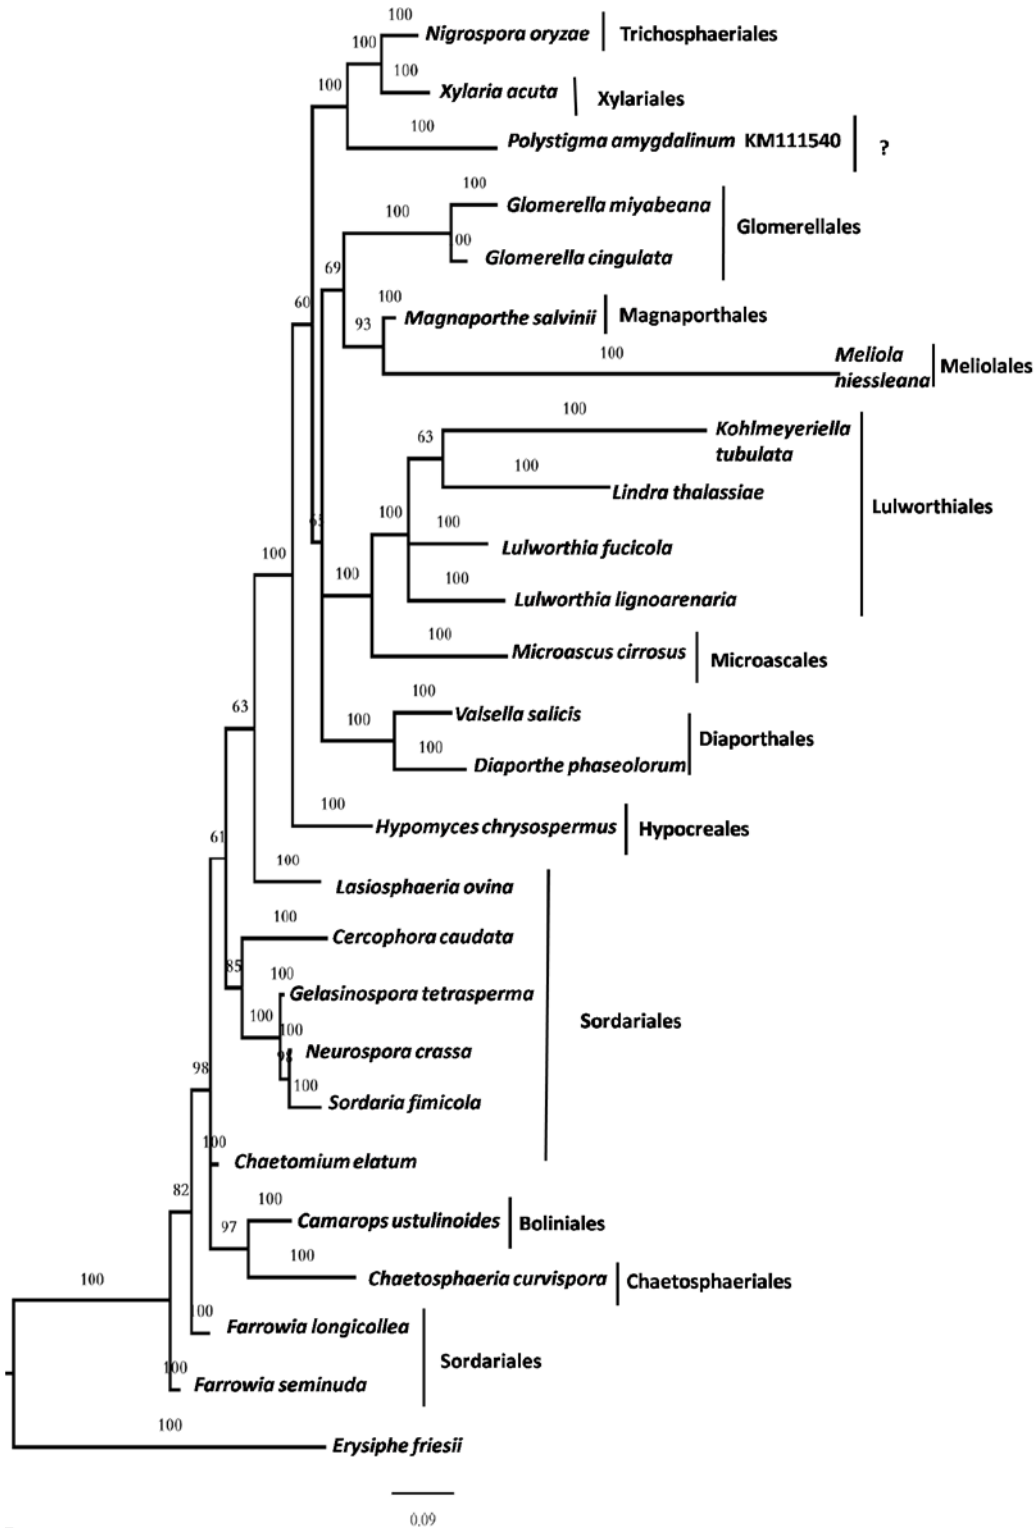 100
Nigrospora oryzae Trichosphaeriales
100
100
Xylaria acuta Xylariales
100
100
Polystigma amygdalinum KM111540 ?
100
Glomerella miyabeana
100
Glomerellales
00
Glomerella cingulata
69
100
Magnaporthe salvinii Magnaporthales
60
93
100
Meliola
niessleana Meliolales
100
Kohlmeyeriella
tubulata
63
100
Lindra thalassiae
Lulworthiales
100
100
Lulworthia fucicola
100
100
100
Lulworthia lignoarenaria
100
Microascus cirrosus Microascales
100
Valsella salicis
63
100
Diaporthales
100
Diaporthe phaseolorum
100
Hypomyces chrysospermus Hypocreales
61
100
Lasiosphaeria ovina
100
Cercophora caudata
85
100
Gelasinospora tetrasperma
100
Sordariales
100
Neurospora crassa
98
98
100
Sordaria fimicola
100
Chaetomium elatum
82
100
Camarops ustulinoides Boliniales
97
100
Chaetosphaeria curvispora Chaetosphaeriales
100
100
Farrowia longicollea
Sordariales
100
Farrowia seminuda
100
Erysiphe friesii
0.09